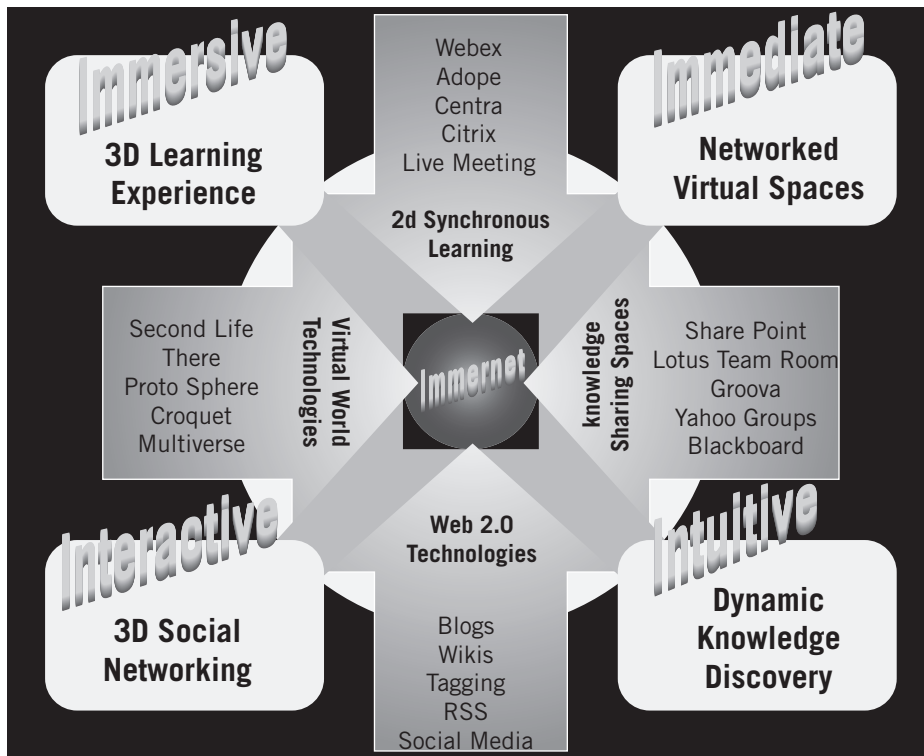 Immersive
3D Learning
Experience
Webex
Adope
Centra
Citrix
Live Meeting
2d Synchronous
Learning
Immediate
Networked
Virtual Spaces
Second Life
There
Proto Sphere
Croquet
Multiverse
Virtual World
Technologies
Immernet
knowledge
Sharing Spaces
Share Point
Lotus Team Room
Groova
Yahoo Groups
Blackboard
Interactive
3D Social
Networking
Web 2.0
Technologies
Blogs
Wikis
Tagging
RSS
Social Media
Intuitive
Dynamic
Knowledge
Discovery